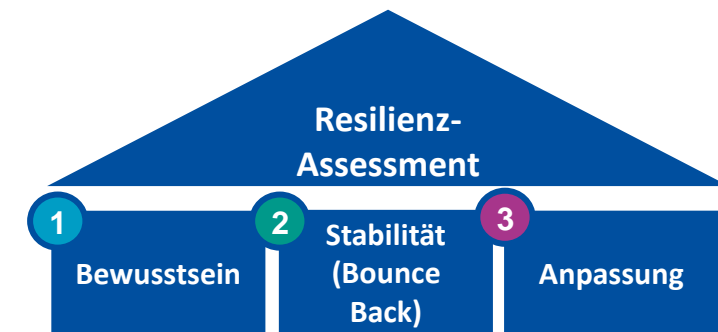 Resilienz-
Assessment
1
Bewusstsein
2
Stabilität
(Bounce
Back)
3
Anpassung